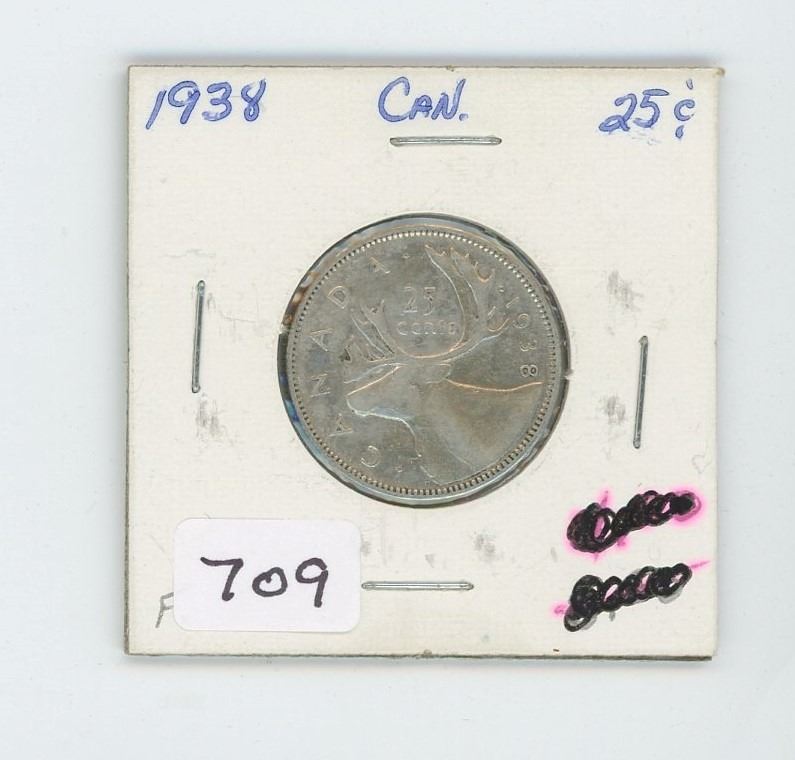 1938 CAN. 25¢
CANADA · 1938
25
CENTS
709
F